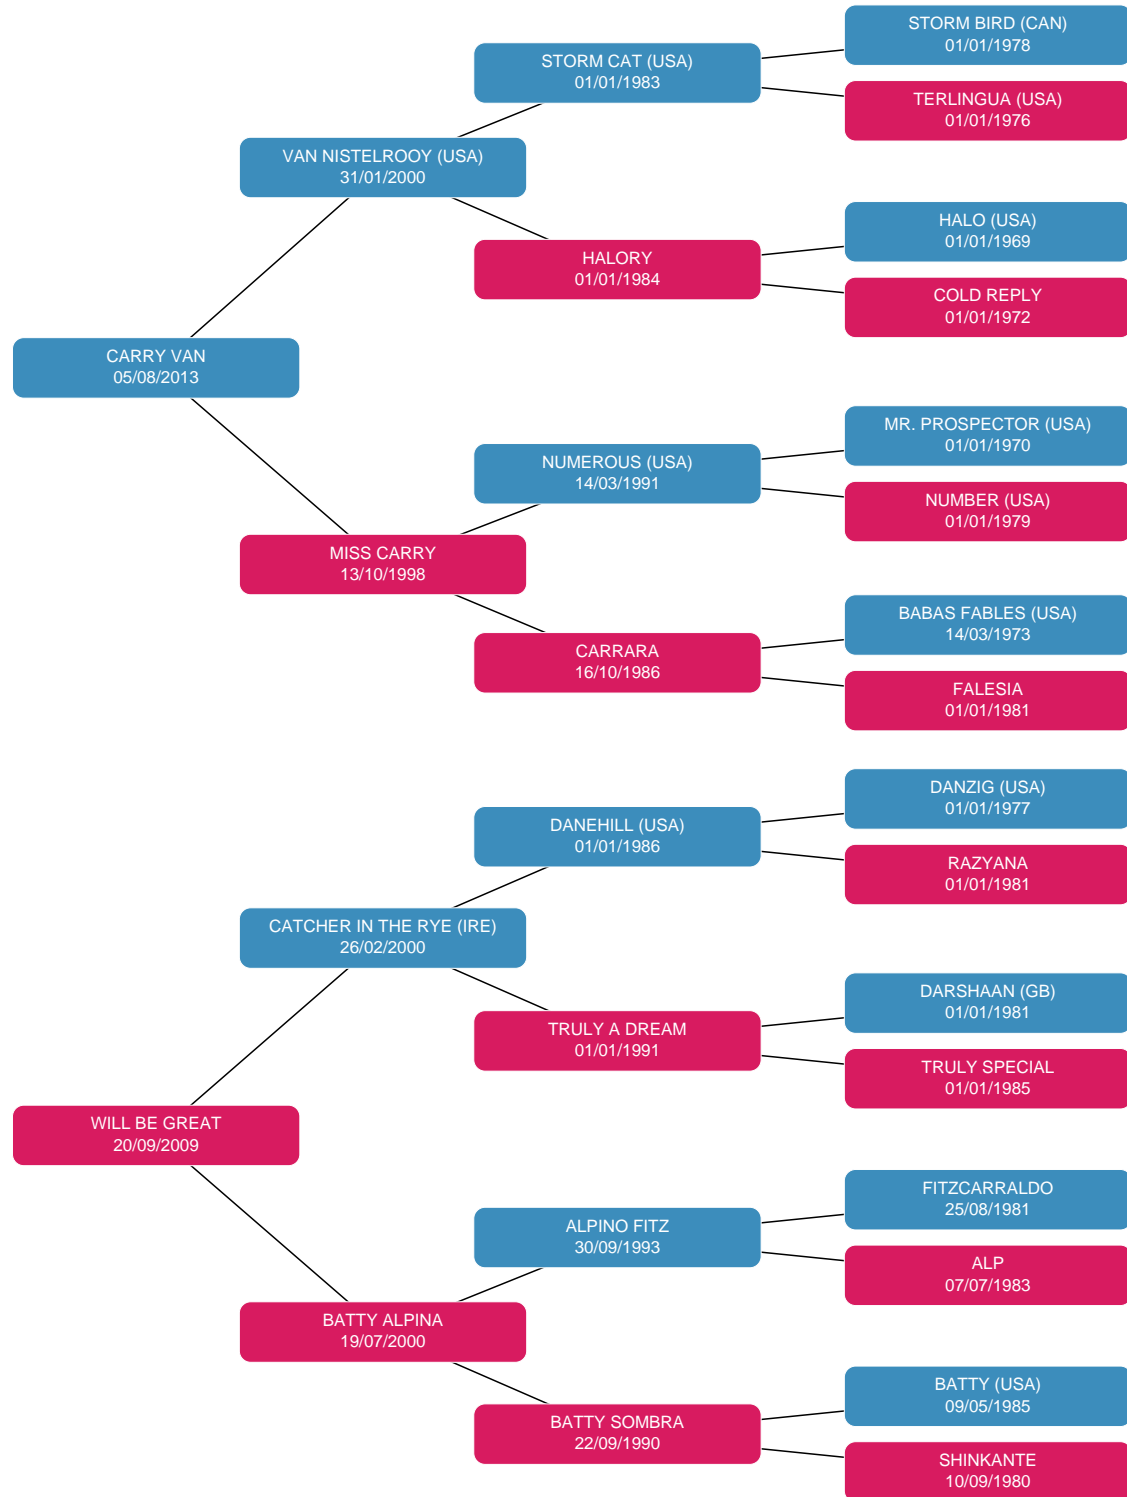 STORM BIRD (CAN)
01/01/1978
STORM CAT (USA)
01/01/1983
TERLINGUA (USA)
01/01/1976
VAN NISTELROOY (USA)
31/01/2000
HALO (USA)
01/01/1969
HALORY
01/01/1984
COLD REPLY
01/01/1972
CARRY VAN
05/08/2013
MR. PROSPECTOR (USA)
01/01/1970
NUMEROUS (USA)
14/03/1991
NUMBER (USA)
01/01/1979
MISS CARRY
13/10/1998
BABAS FABLES (USA)
14/03/1973
CARRARA
16/10/1986
FALESIA
01/01/1981
DANZIG (USA)
01/01/1977
DANEHILL (USA)
01/01/1986
RAZYANA
01/01/1981
CATCHER IN THE RYE (IRE)
26/02/2000
DARSHAAN (GB)
01/01/1981
TRULY A DREAM
01/01/1991
TRULY SPECIAL
01/01/1985
WILL BE GREAT
20/09/2009
FITZCARRALDO
25/08/1981
ALPINO FITZ
30/09/1993
ALP
07/07/1983
BATTY ALPINA
19/07/2000
BATTY (USA)
09/05/1985
BATTY SOMBRA
22/09/1990
SHINKANTE
10/09/1980